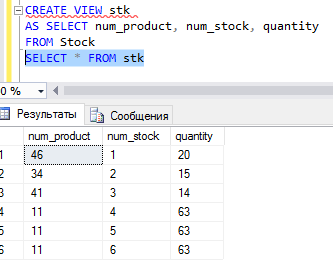 CREATE VIEW stk
AS SELECT num_product, num_stock, quantity
FROM Stock
SELECT * FROM stk
0 %
Результаты Сообщения
num_product num_stock quantity
1 46 1 20
2 34 2 15
3 41 3 14
4 11 4 63
5 11 5 63
6 11 6 63